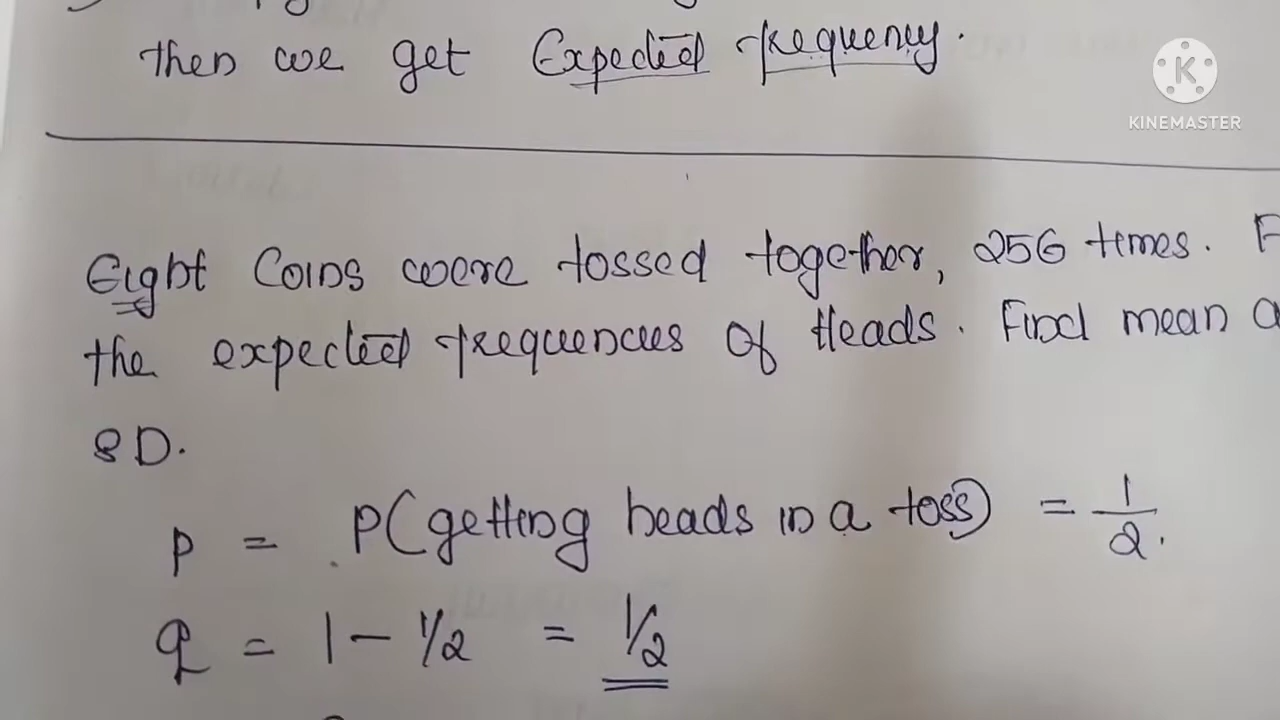 then we get Expected frequency.
KINEMASTER
Eight Coins were tossed together, 256 times. F
the expected frequencies of Heads. Find mean a
SD.
p = P(getting heads in a toss) = 1/2.
q = 1 - 1/2 = 1/2